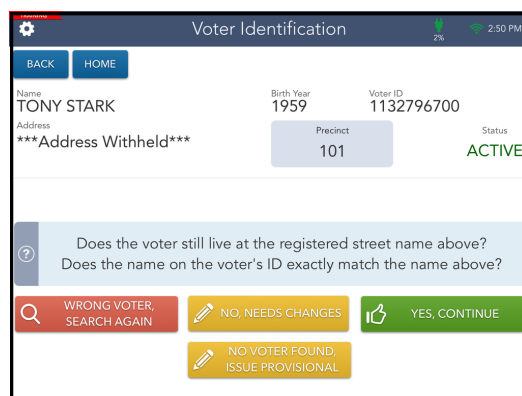 TRAINING
Voter Identification
2%
2:50 PM
BACK
HOME
Name
TONY STARK
Birth Year
1959
Voter ID
1132796700
Address
***Address Withheld***
Precinct
101
Status
ACTIVE
?
Does the voter still live at the registered street name above?
Does the name on the voter's ID exactly match the name above?
WRONG VOTER,
SEARCH AGAIN
NO, NEEDS CHANGES
YES, CONTINUE
NO VOTER FOUND,
ISSUE PROVISIONAL